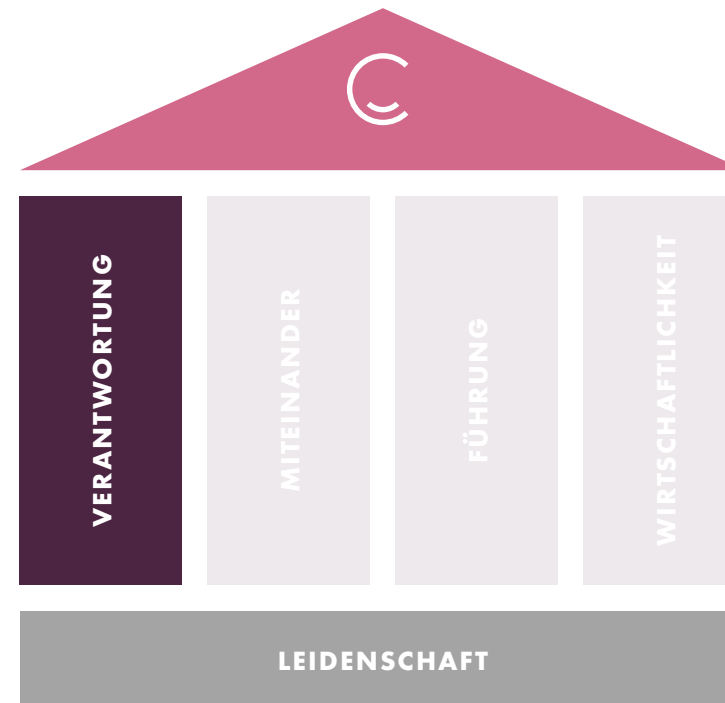 VERANTWORTUNG
MITEINANDER
FÜHRUNG
WIRTSCHAFTLICHKEIT
LEIDENSCHAFT